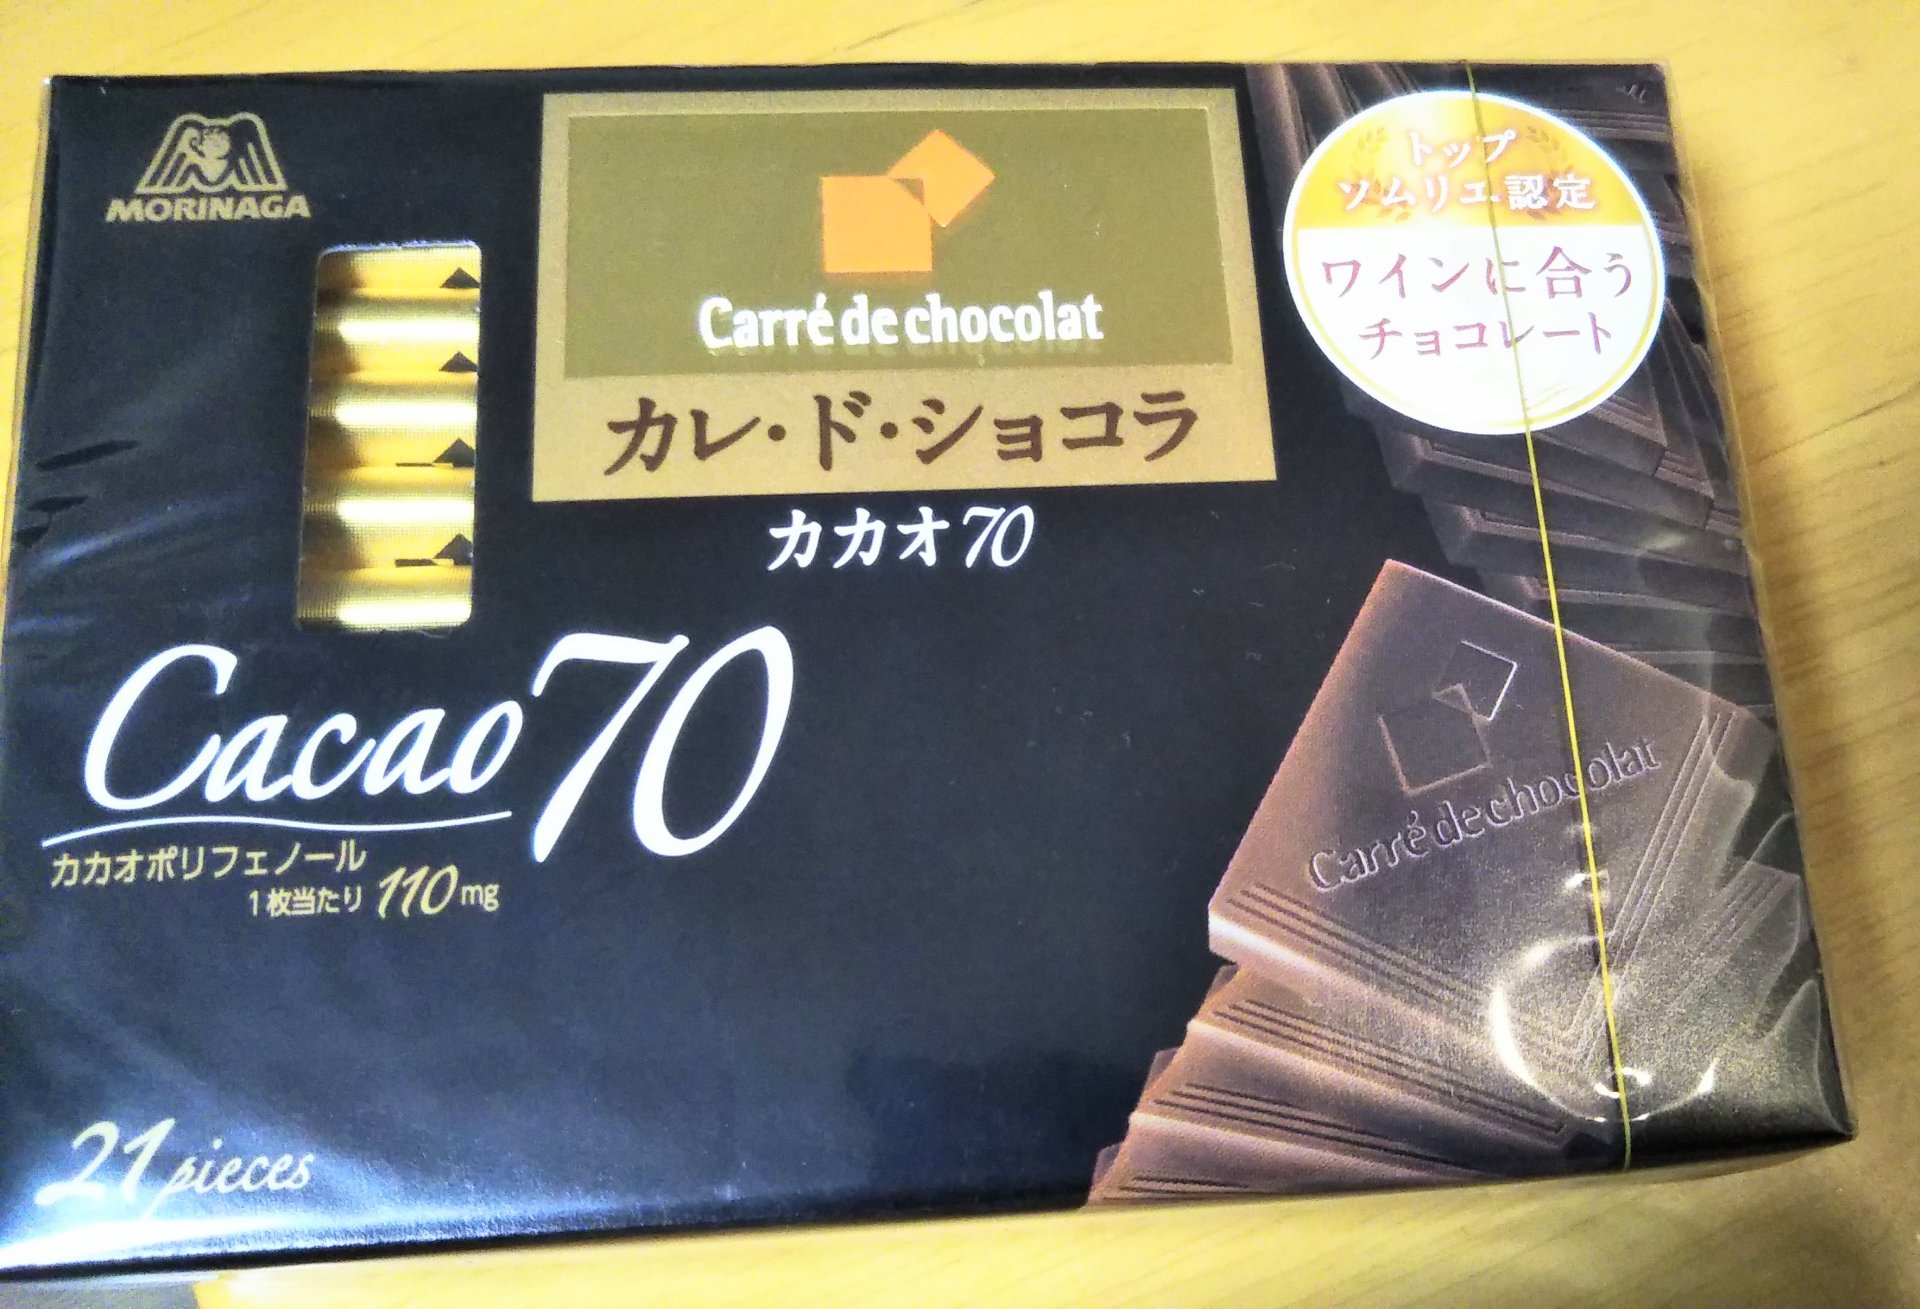 MORINAGA
Carré de chocolat
カレ・ド・ショコラ
カカオ70
トップ
ソムリエ認定
ワインに合う
チョコレート
Cacao70
カカオポリフェノール
1枚当たり 110mg
Carré de chocolat
21 pieces